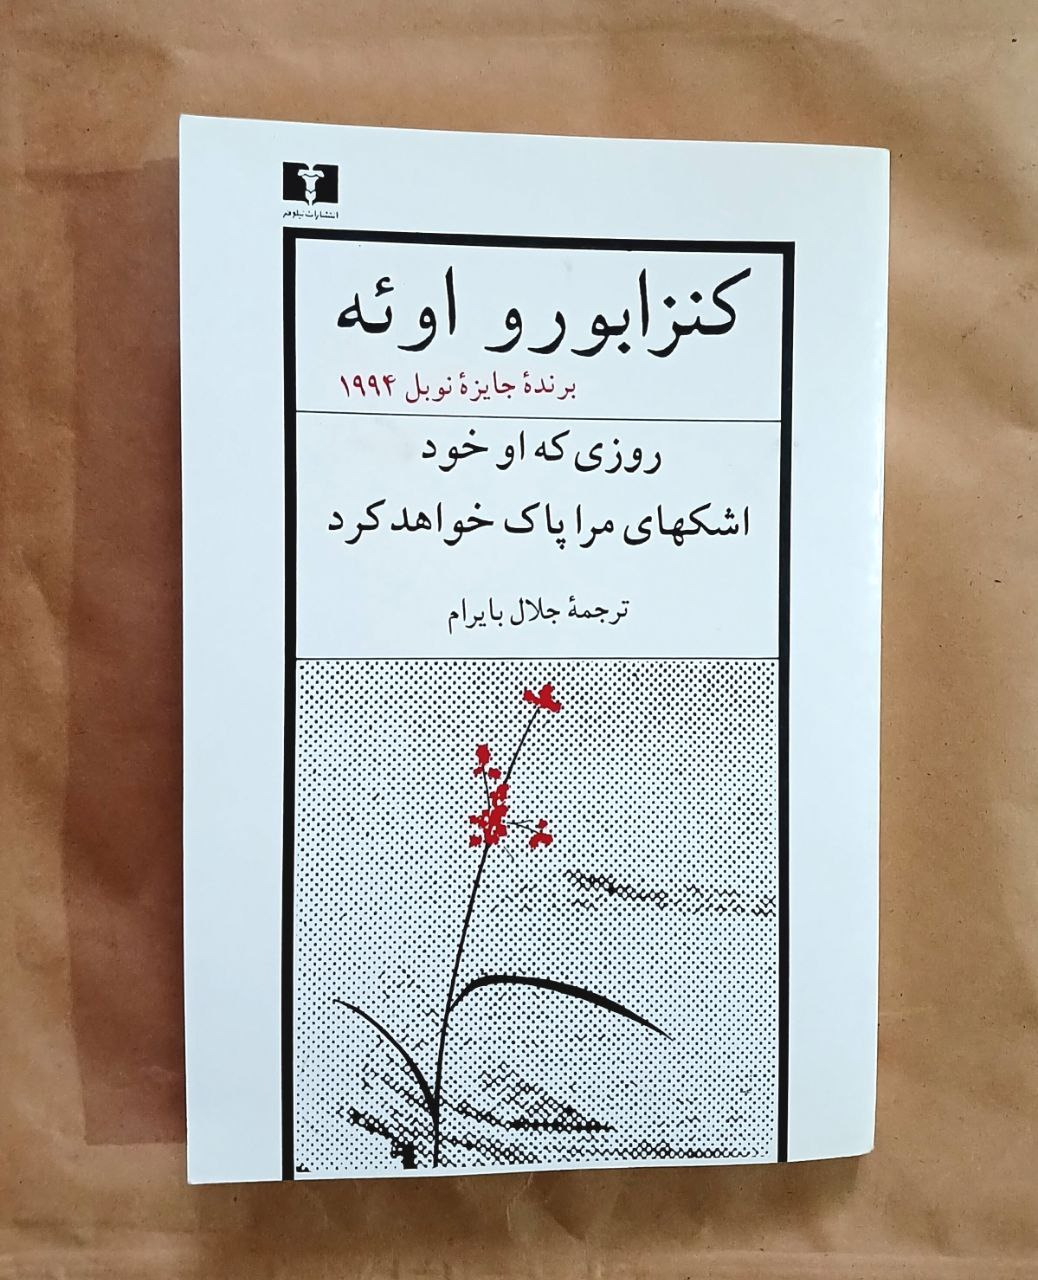 انتشارات نیلوفر
کنزابورو اوئه
برندهٔ جایزهٔ نوبل ۱۹۹۴
روزی که او خود
اشکهای مرا پاک خواهد کرد
ترجمهٔ جلال بایرام